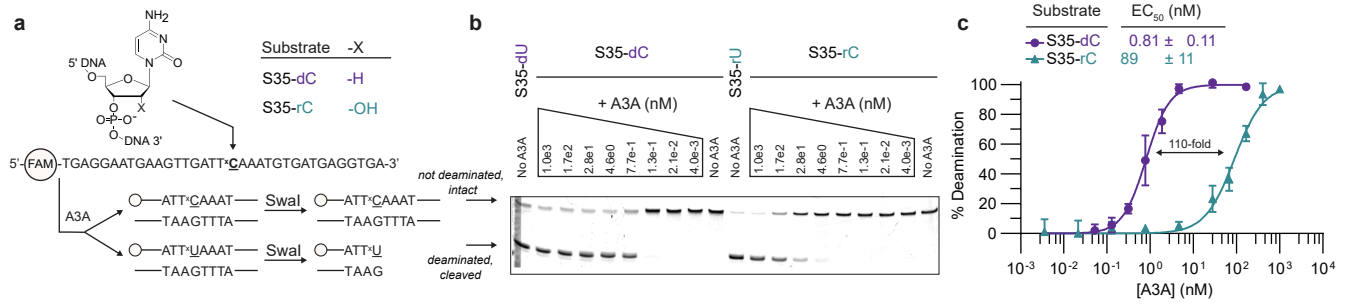 a
NH2
N
N
O
5' DNA
O
O
X
O
O=P-O-
O
DNA 3'
Substrate -X
S35-dC -H
S35-rC -OH
5'- FAM -TGAGGAATGAAGTTGATTxCAAATGTGATGAGGTGA-3'
A3A
ATTxCAAAT
TAAGTTTA
SwaI
ATTxCAAAT
TAAGTTTA
not deaminated, intact
ATTxUAAAT
TAAGTTTA
SwaI
ATTxU
TAAG
deaminated, cleaved
b
S35-dU
S35-dC
S35-rU
S35-rC
+ A3A (nM)
+ A3A (nM)
No A3A
1.0e3
1.7e2
2.8e1
4.6e0
7.7e-1
1.3e-1
2.1e-2
4.0e-3
No A3A
No A3A
1.0e3
1.7e2
2.8e1
4.6e0
7.7e-1
1.3e-1
2.1e-2
4.0e-3
No A3A
c
Substrate EC50 (nM)
S35-dC 0.81 ± 0.11
S35-rC 89 ± 11
% Deamination
100
80
60
40
20
0
110-fold
10-3 10-2 10-1 100 101 102 103 104
[A3A] (nM)